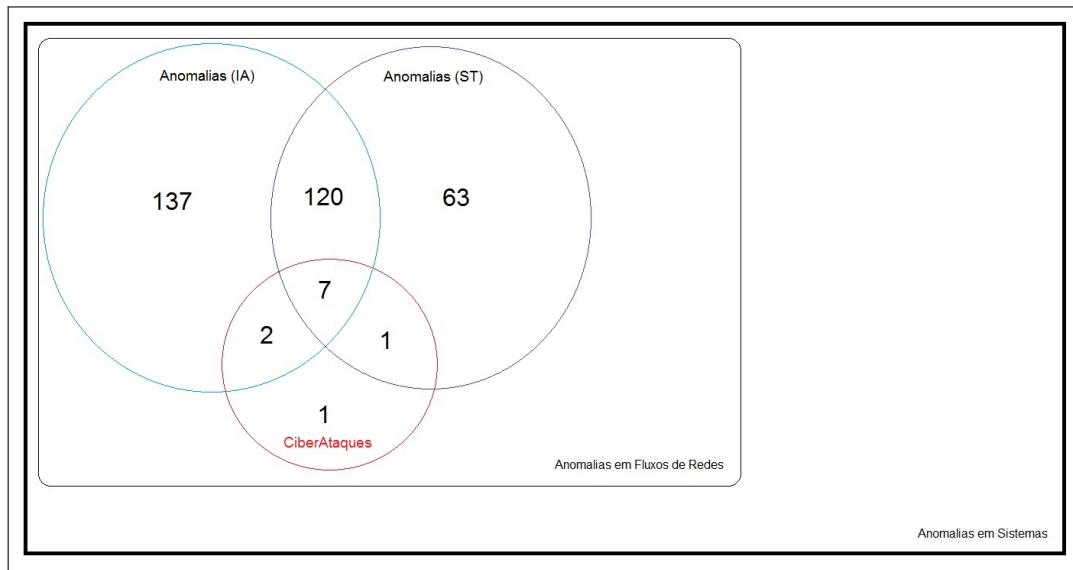 Anomalias (IA)
Anomalias (ST)
137
120
63
7
2
1
1
CiberAtaques
Anomalias em Fluxos de Redes
Anomalias em Sistemas